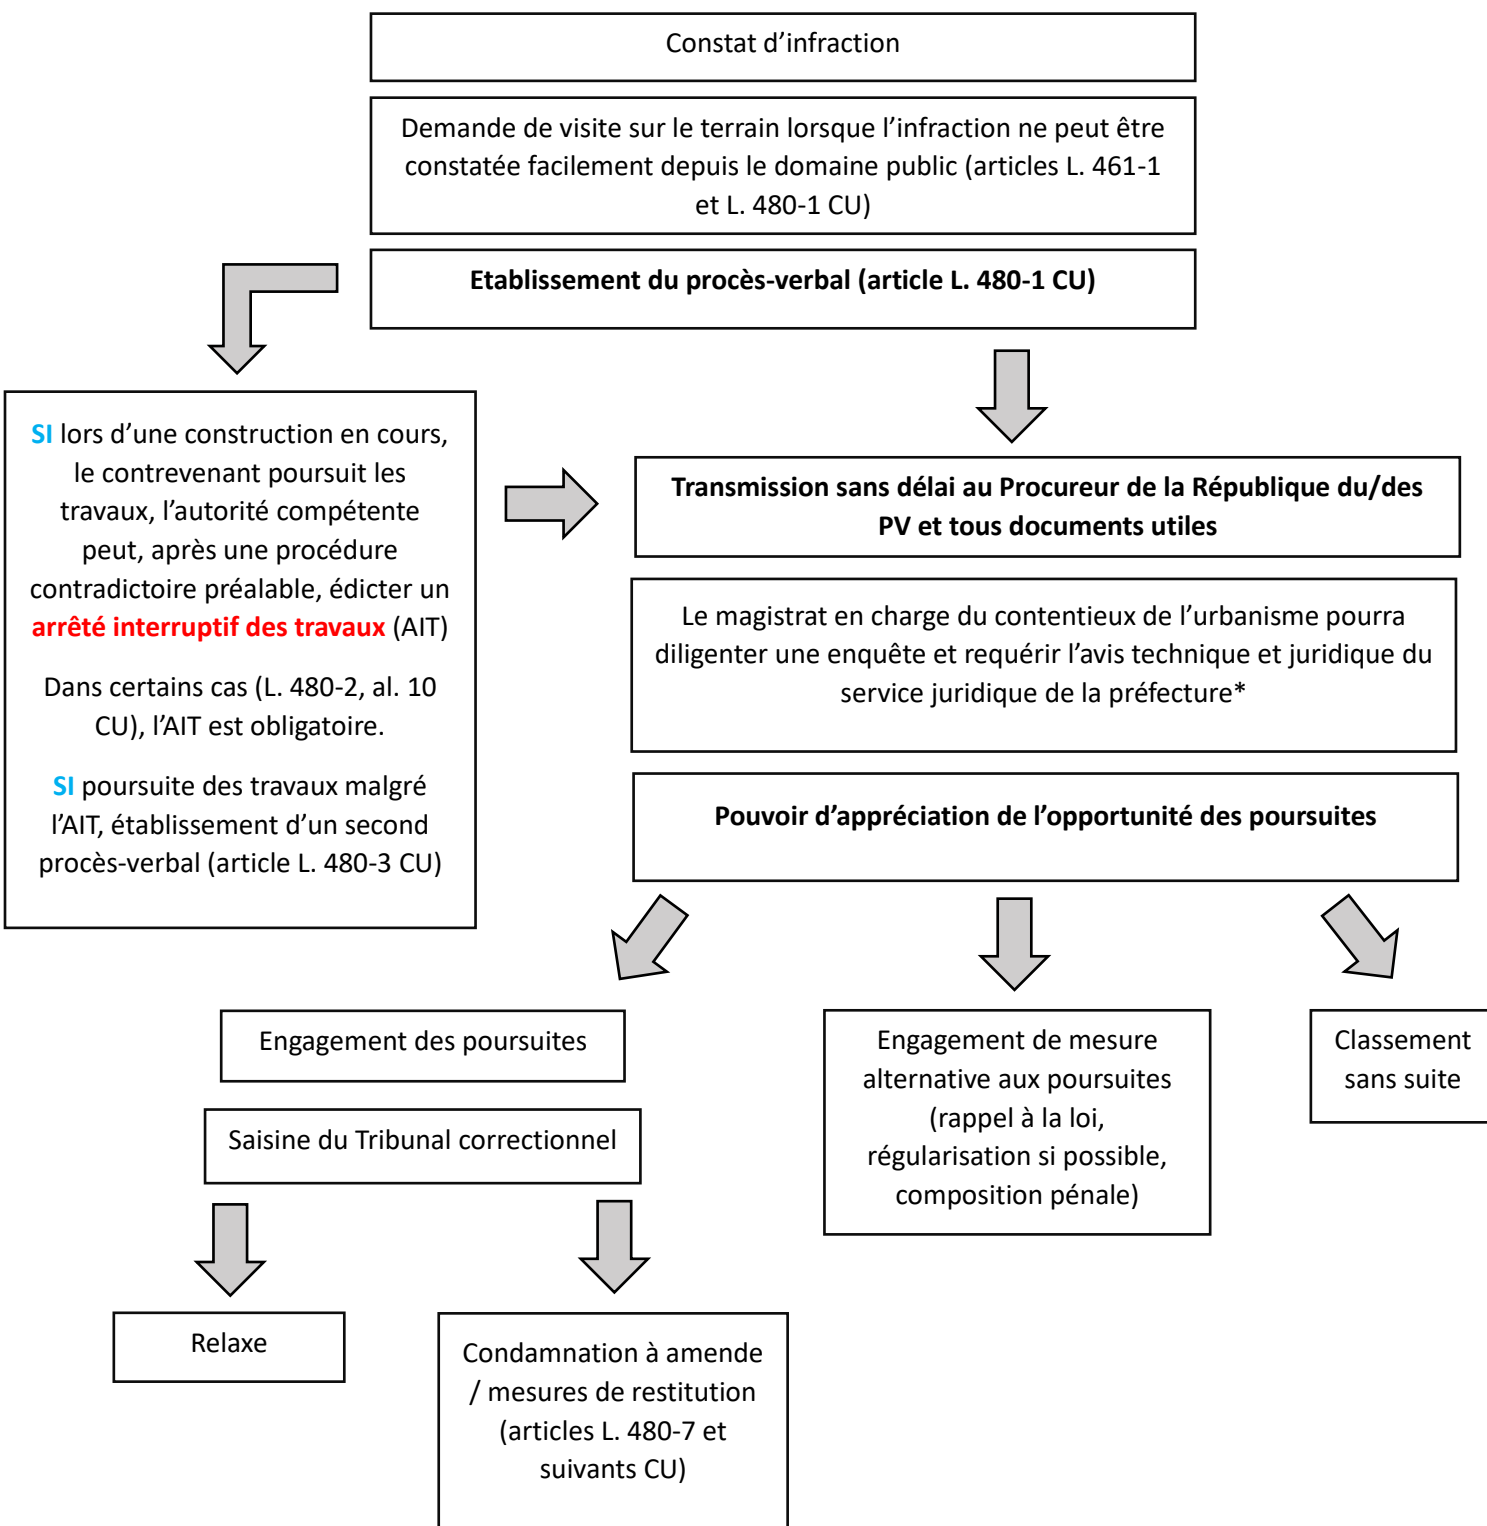 Constat d’infraction
Demande de visite sur le terrain lorsque l’infraction ne peut être
constatée facilement depuis le domaine public (articles L. 461-1
et L. 480-1 CU)
Etablissement du procès-verbal (article L. 480-1 CU)
SI lors d’une construction en cours,
le contrevenant poursuit les
travaux, l’autorité compétente
peut, après une procédure
contradictoire préalable, édicter un
arrêté interruptif des travaux (AIT)
Dans certains cas (L. 480-2, al. 10
CU), l’AIT est obligatoire.
SI poursuite des travaux malgré
l’AIT, établissement d’un second
procès-verbal (article L. 480-3 CU)
Transmission sans délai au Procureur de la République du/des
PV et tous documents utiles
Le magistrat en charge du contentieux de l’urbanisme pourra
diligenter une enquête et requérir l’avis technique et juridique du
service juridique de la préfecture*
Pouvoir d’appréciation de l’opportunité des poursuites
Engagement des poursuites
Saisine du Tribunal correctionnel
Engagement de mesure
alternative aux poursuites
(rappel à la loi,
régularisation si possible,
composition pénale)
Classement
sans suite
Relaxe
Condamnation à amende
/ mesures de restitution
(articles L. 480-7 et
suivants CU)